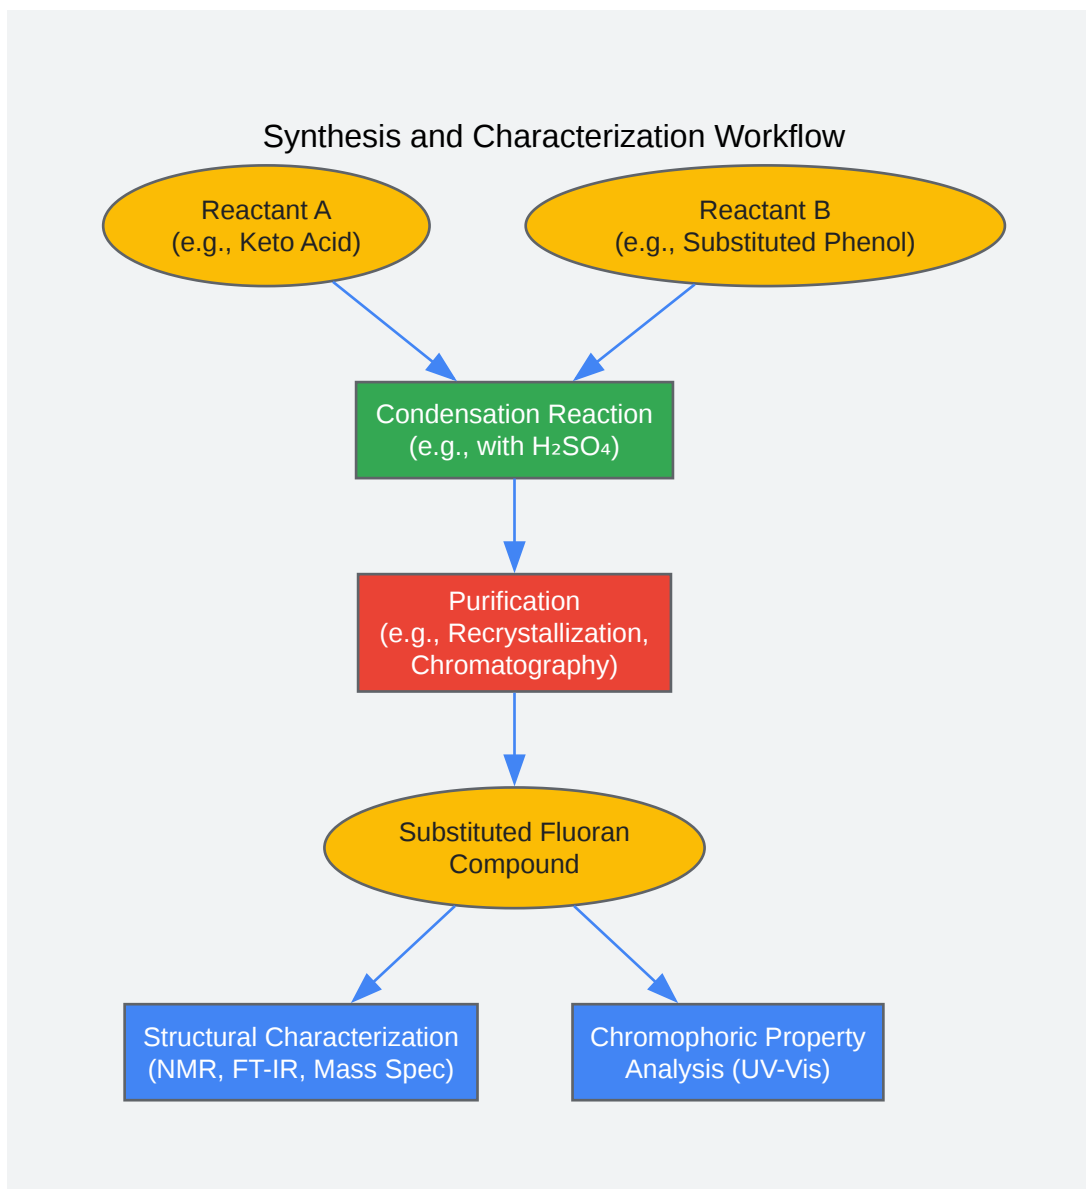 Synthesis and Characterization Workflow
Reactant A
(e.g., Keto Acid)
Reactant B
(e.g., Substituted Phenol)
Condensation Reaction
(e.g., with H₂SO₄)
Purification
(e.g., Recrystallization,
Chromatography)
Substituted Fluoran
Compound
Structural Characterization
(NMR, FT-IR, Mass Spec)
Chromophoric Property
Analysis (UV-Vis)